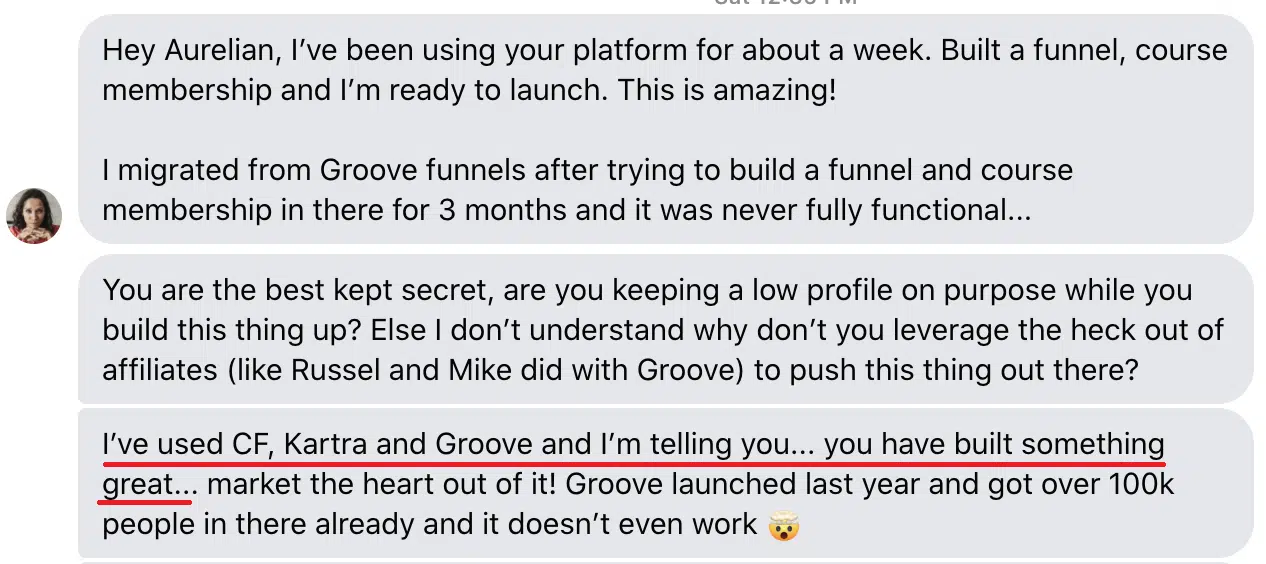 Hey Aurelian, I've been using your platform for about a week. Built a funnel, course
membership and I'm ready to launch. This is amazing!
I migrated from Groove funnels after trying to build a funnel and course
membership in there for 3 months and it was never fully functional...
You are the best kept secret, are you keeping a low profile on purpose while you
build this thing up? Else I don't understand why don't you leverage the heck out of
affiliates (like Russel and Mike did with Groove) to push this thing out there?
I've used CF, Kartra and Groove and I'm telling you... you have built something
great... market the heart out of it! Groove launched last year and got over 100k
people in there already and it doesn't even work 🤯